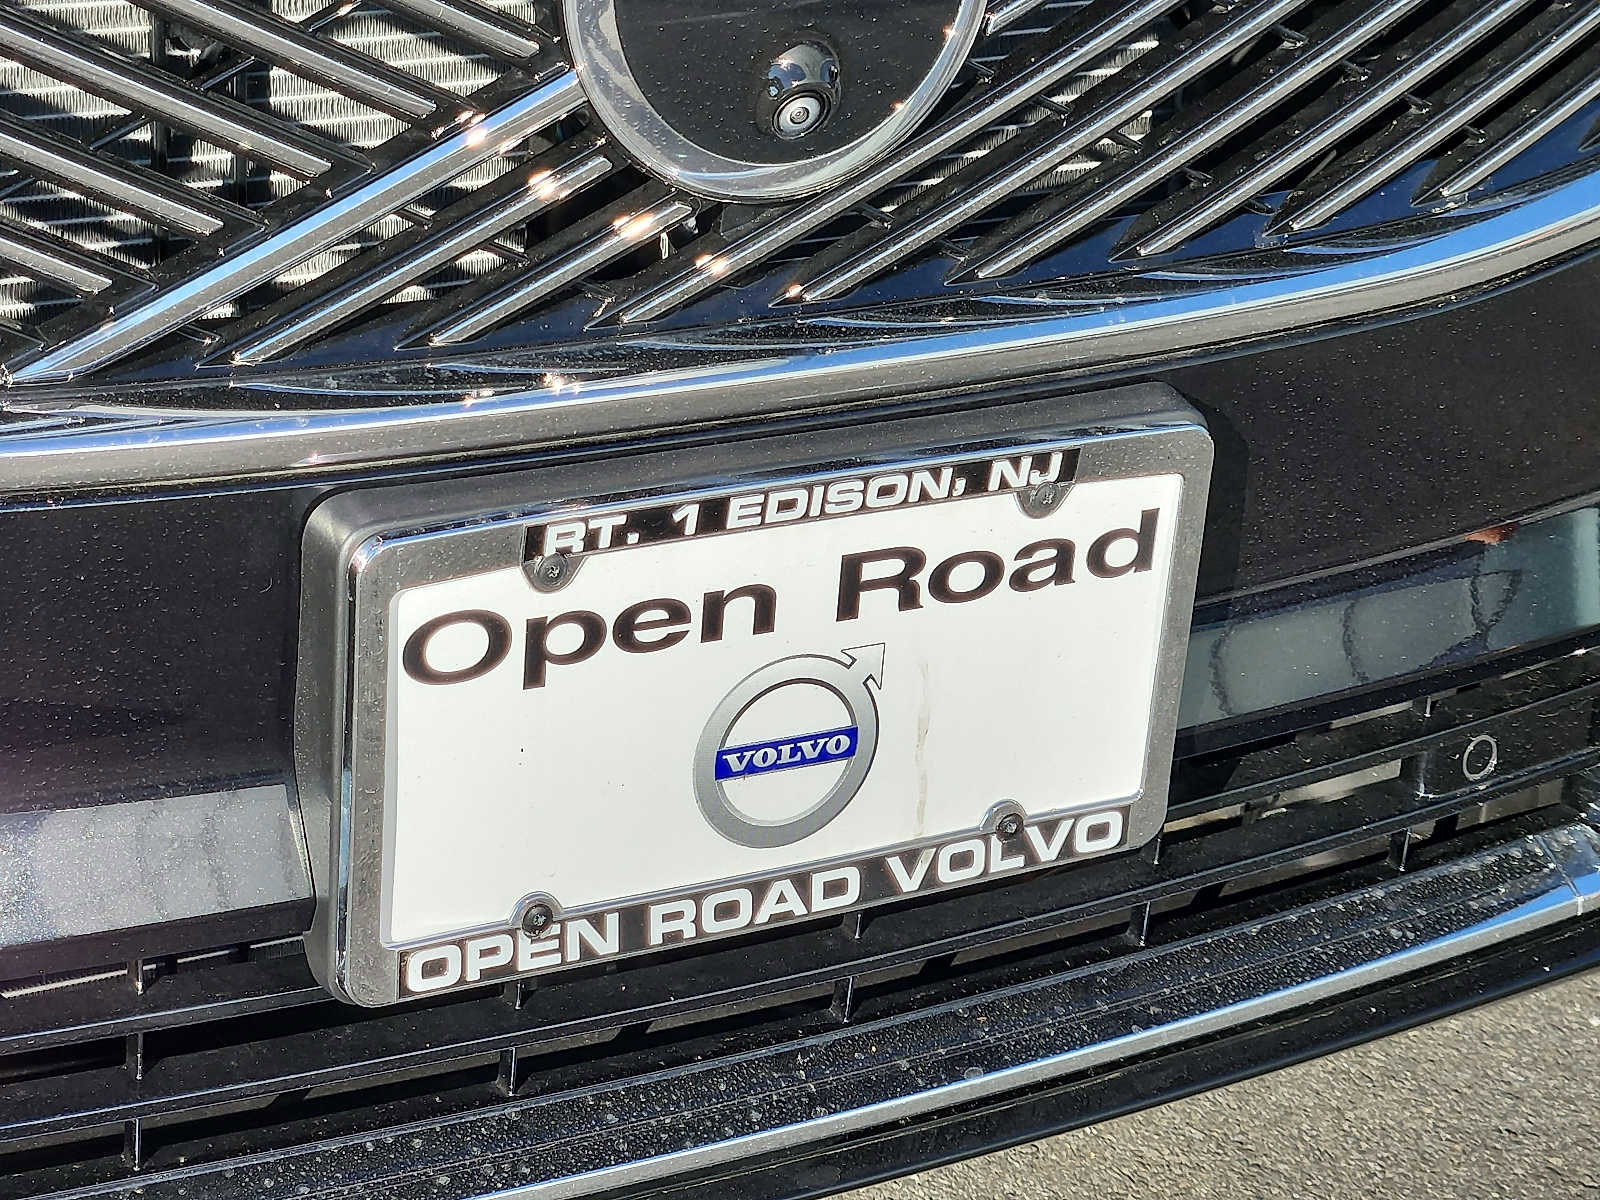 RT. 1 EDISON, NJ
Open Road
VOLVO
OPEN ROAD VOLVO